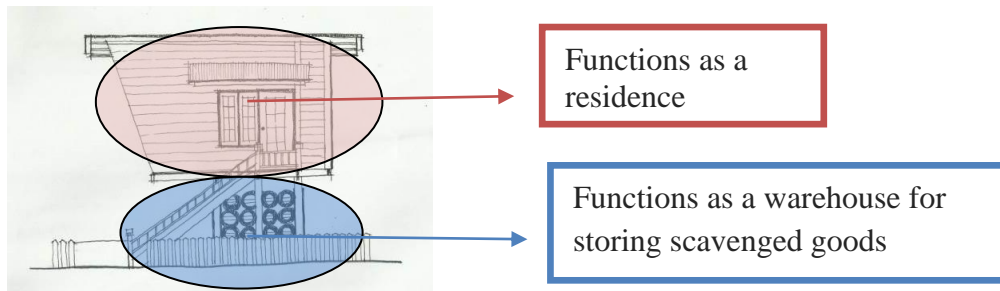 Functions as a
residence
Functions as a warehouse for
storing scavenged goods